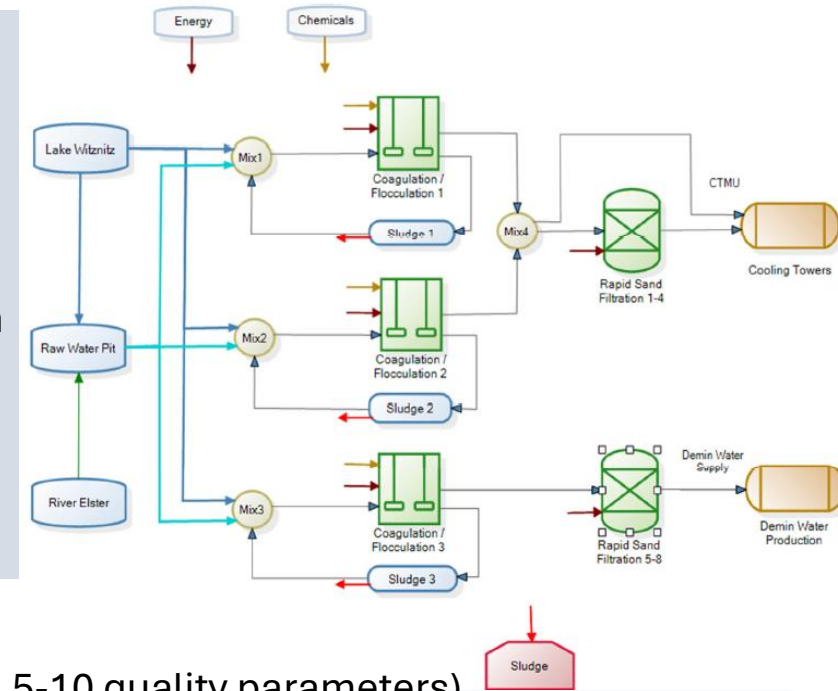 Energy
Chemicals
Lake Witznitz
Mix1
Coagulation /
Flocculation 1
CTMU
Sludge 1
Mix4
Cooling Towers
Rapid Sand
Filtration 1-4
Raw Water Pit
Mix2
Coagulation /
Flocculation 2
Sludge 2
Demin Water
Supply
River Elster
Mix3
Coagulation /
Flocculation 3
Rapid Sand
Filtration 5-8
Demin Water
Production
Sludge 3
Sludge
5-10 quality parameters)